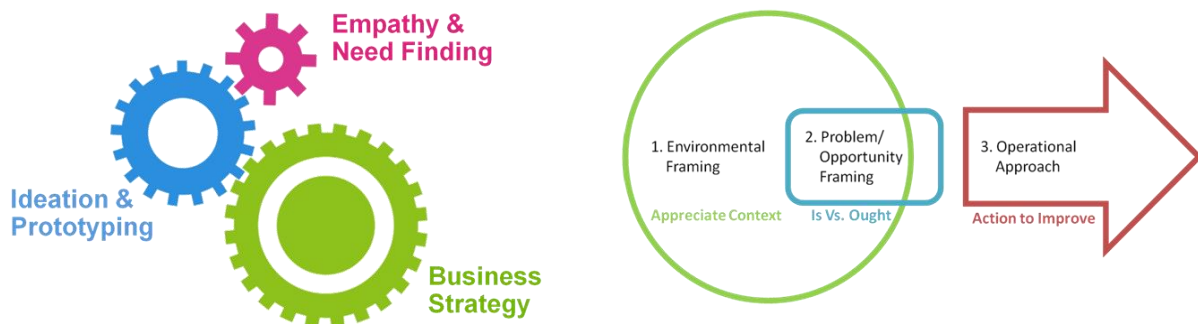 Empathy &
Need Finding
Ideation &
Prototyping
Business
Strategy
1. Environmental
Framing
Appreciate Context
2. Problem/
Opportunity
Framing
Is Vs. Ought
3. Operational
Approach
Action to Improve